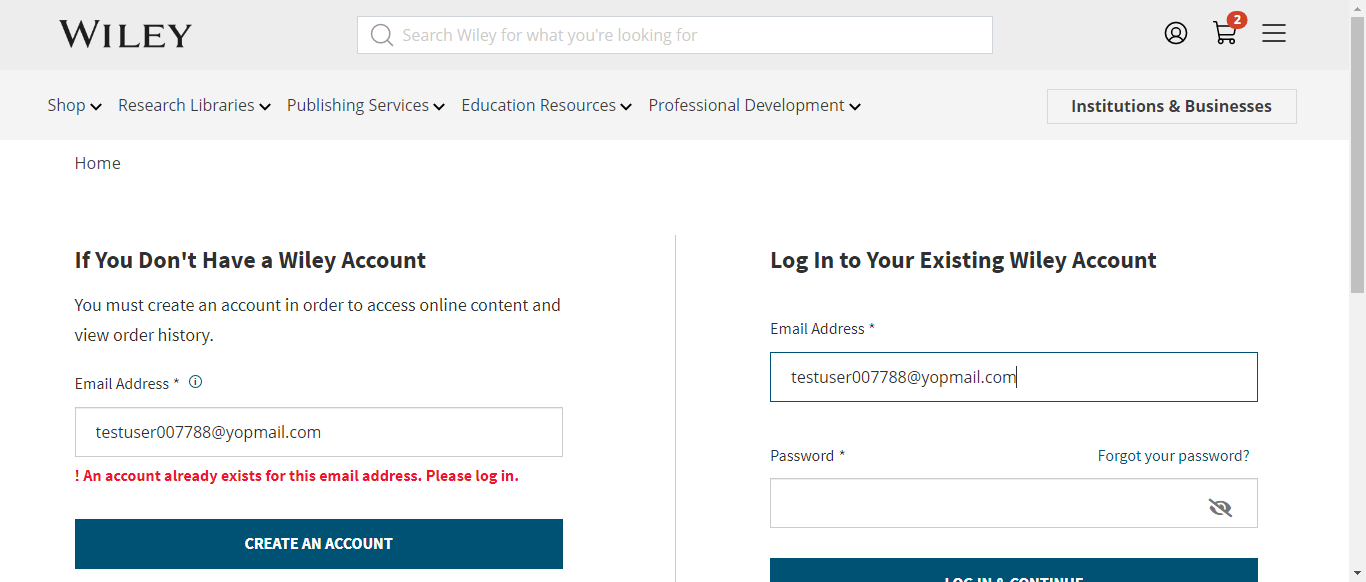 WILEY
Search Wiley for what you're looking for
2
Shop
Research Libraries
Publishing Services
Education Resources
Professional Development
Institutions & Businesses
Home
If You Don't Have a Wiley Account
You must create an account in order to access online content and
view order history.
Email Address *
testuser007788@yopmail.com
! An account already exists for this email address. Please log in.
CREATE AN ACCOUNT
Log In to Your Existing Wiley Account
Email Address *
testuser007788@yopmail.com
Password *
Forgot your password?
LOG IN & CONTINUE